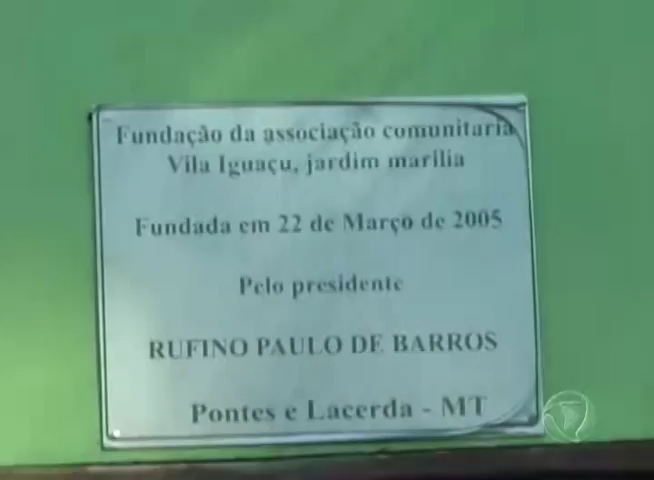 Fundação da associação comunitaria
Vila Iguaçu, jardim marilia
Fundada em 22 de Março de 2005
Pelo presidente
RUFINO PAULO DE BARROS
Pontes e Lacerda - MT